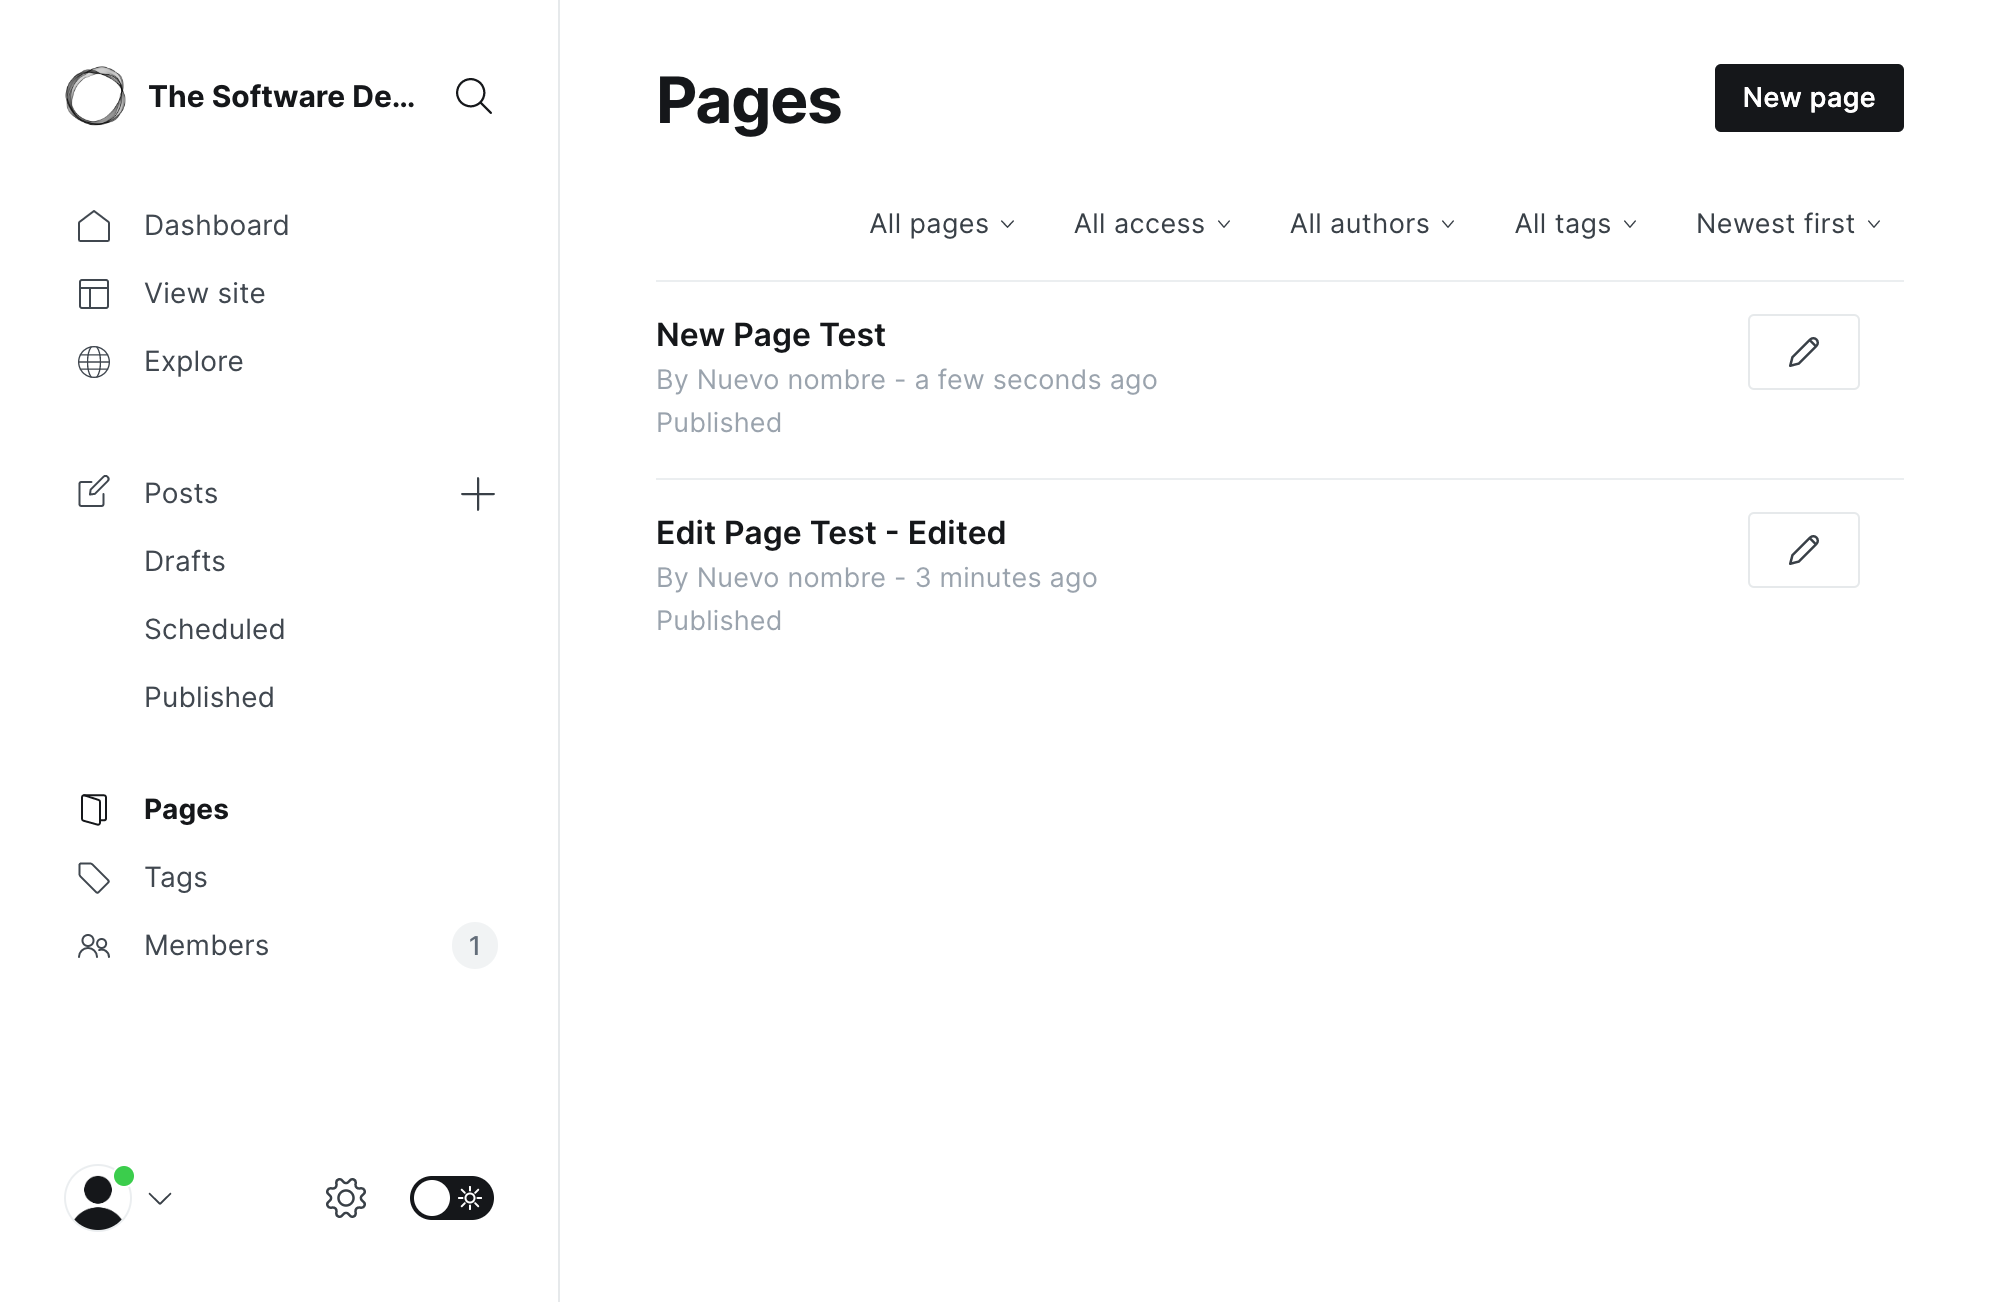 The Software De...
Dashboard
View site
Explore
Posts
Drafts
Scheduled
Published
Pages
Tags
Members 1
Pages
New page
All pages All access All authors All tags Newest first
New Page Test
By Nuevo nombre - a few seconds ago
Published
Edit Page Test - Edited
By Nuevo nombre - 3 minutes ago
Published